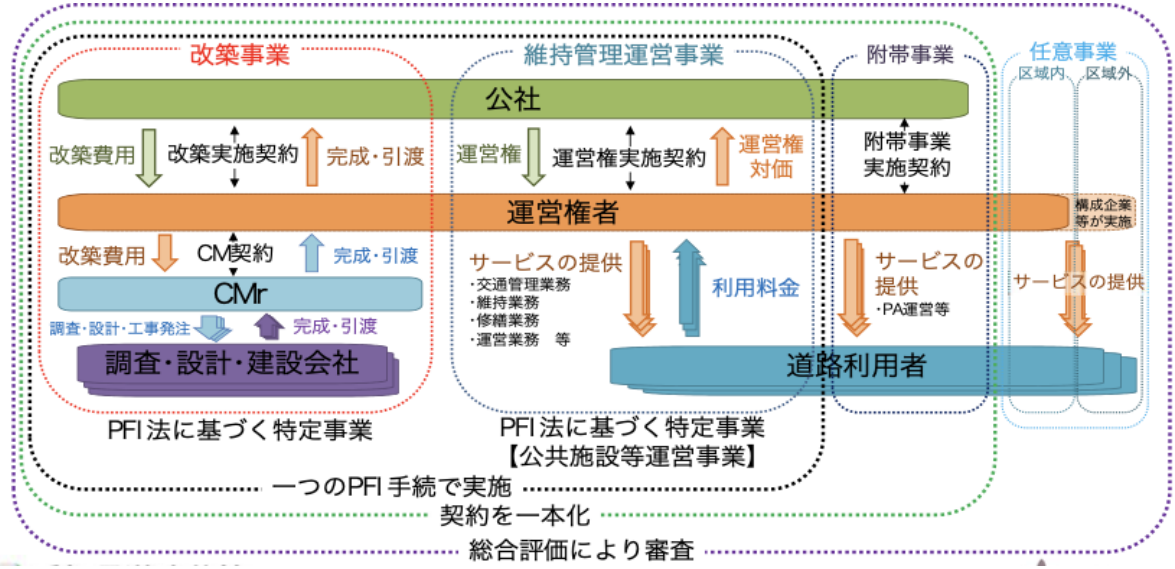 改築事業
維持管理運営事業
附帯事業
任意事業
区域内
区域外
公社
改築費用
改築実施契約
完成・引渡
運営権
運営権実施契約
運営権
対価
附帯事業
実施契約
運営権者
構成企業
等が実施
改築費用
CM契約
完成・引渡
サービスの提供
・交通管理業務
・維持業務
・修繕業務
・運営業務 等
利用料金
サービスの
提供
・PA運営等
サービスの提供
CMr
調査・設計・工事発注
完成・引渡
調査・設計・建設会社
道路利用者
PFI法に基づく特定事業
PFI法に基づく特定事業
【公共施設等運営事業】
一つのPFI手続で実施
契約を一本化
総合評価により審査